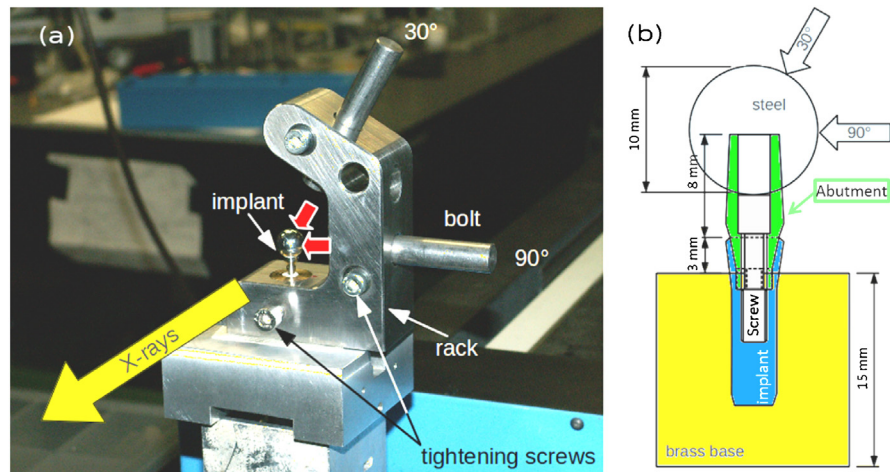 (a)
30°
implant
bolt
90°
X-rays
rack
tightening screws
(b)
30°
steel
90°
10 mm
8 mm
Abutment
3 mm
Screw
implant
15 mm
brass base